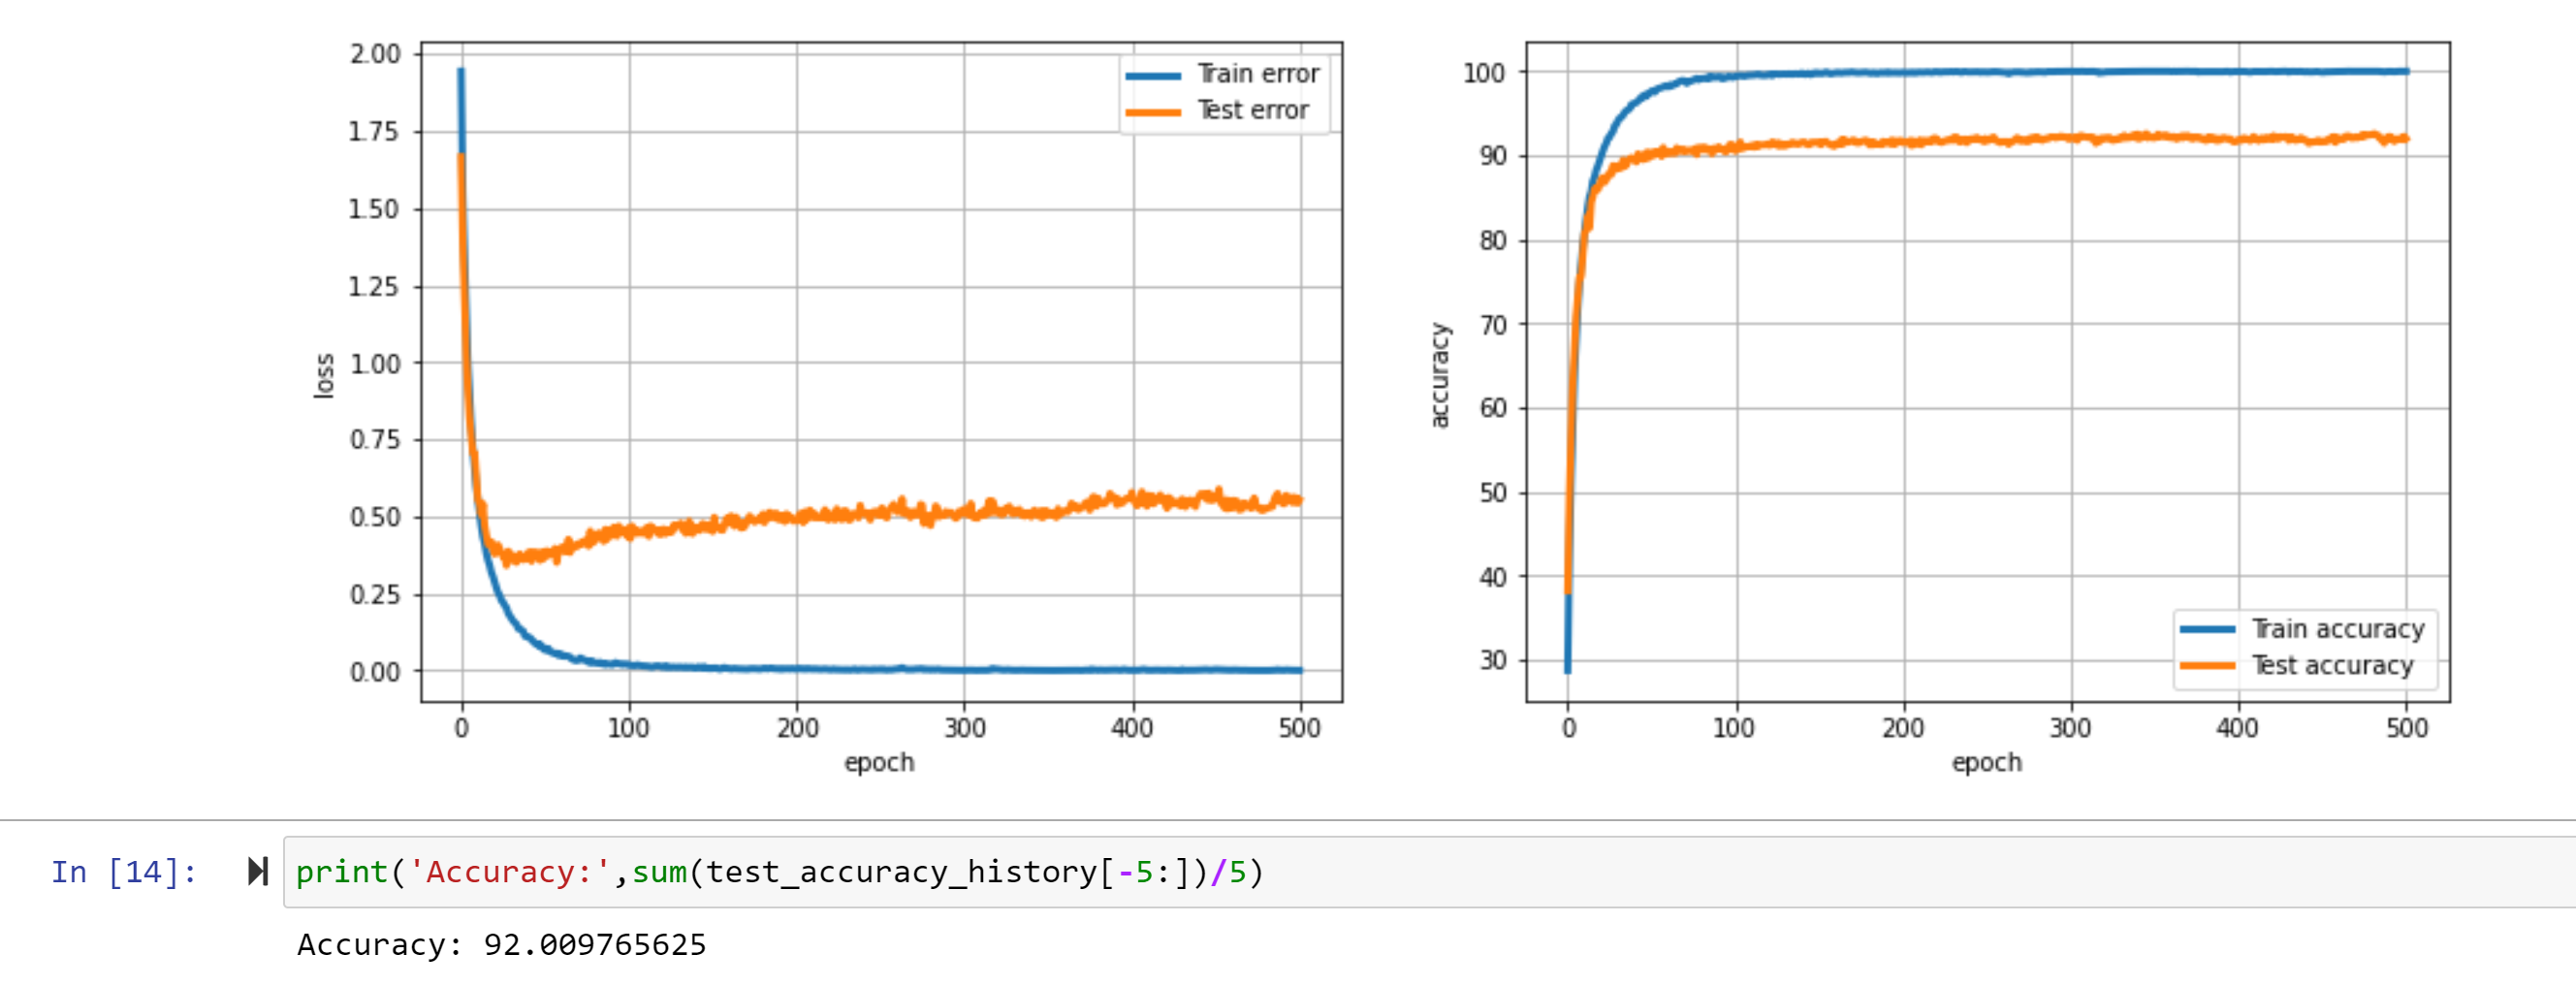 2.00
1.75
1.50
1.25
1.00
0.75
0.50
0.25
0.00
loss
0 100 200 300 400 500
epoch
Train error
Test error
100
90
80
70
60
50
40
30
accuracy
0 100 200 300 400 500
epoch
Train accuracy
Test accuracy
In [14]: print('Accuracy:',sum(test_accuracy_history[-5:])/5)
Accuracy: 92.009765625